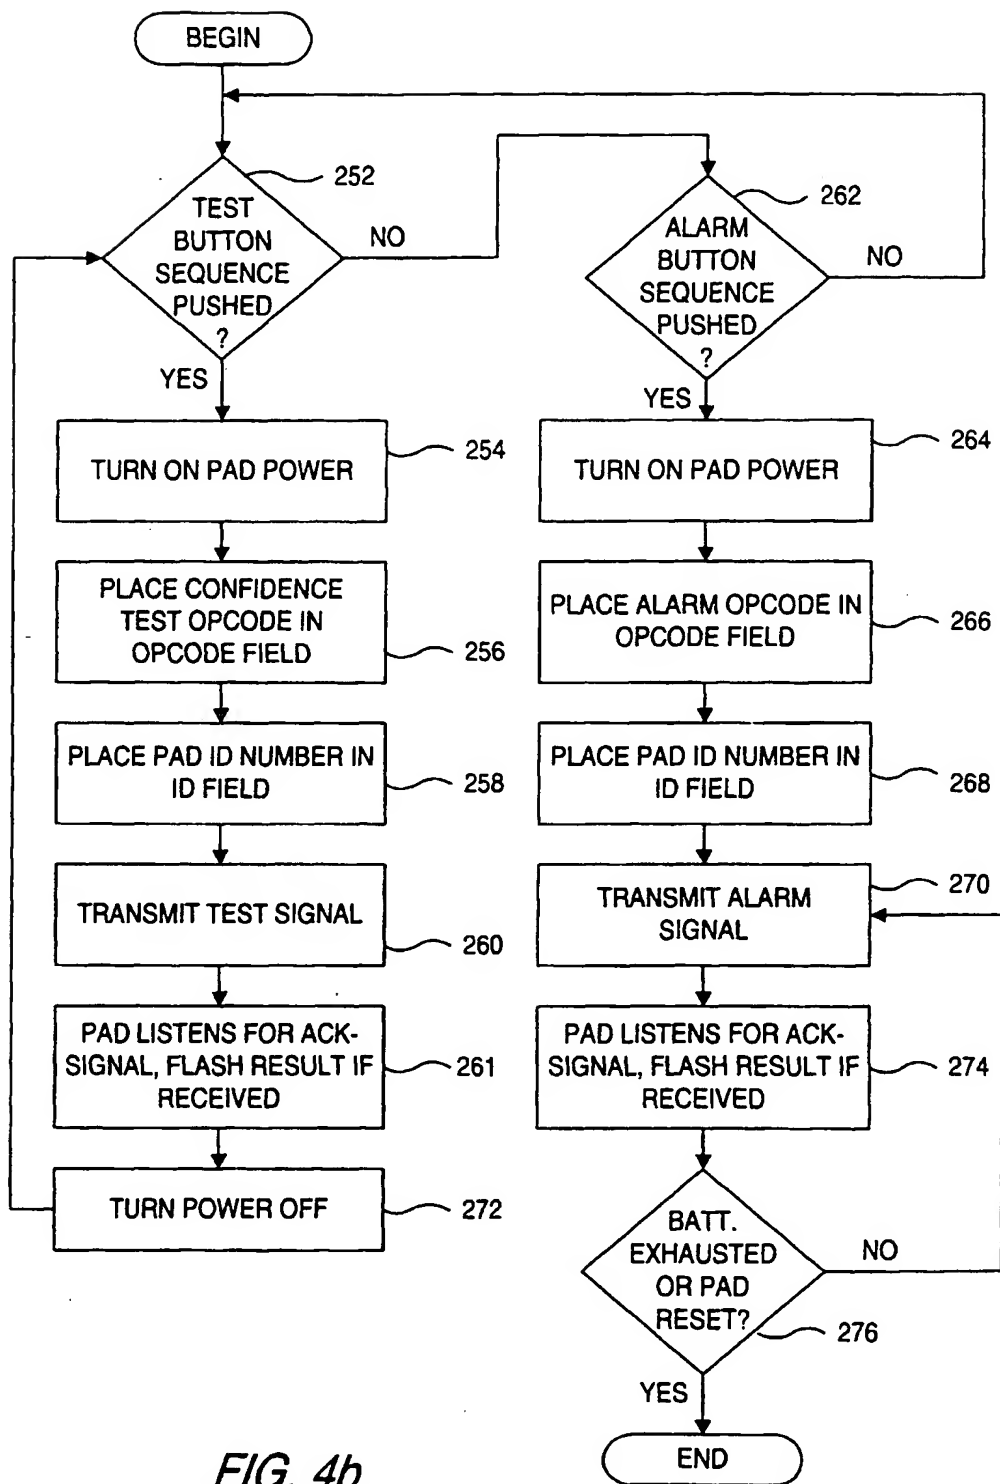 BEGIN
252
TEST
BUTTON
SEQUENCE
PUSHED
?
NO
YES
262
ALARM
BUTTON
SEQUENCE
PUSHED
?
NO
YES
TURN ON PAD POWER
254
PLACE CONFIDENCE
TEST OPCODE IN
OPCODE FIELD
256
PLACE PAD ID NUMBER IN
ID FIELD
258
TRANSMIT TEST SIGNAL
260
PAD LISTENS FOR ACK-
SIGNAL, FLASH RESULT IF
RECEIVED
261
TURN POWER OFF
272
TURN ON PAD POWER
264
PLACE ALARM OPCODE IN
OPCODE FIELD
266
PLACE PAD ID NUMBER IN
ID FIELD
268
TRANSMIT ALARM
SIGNAL
270
PAD LISTENS FOR ACK-
SIGNAL, FLASH RESULT IF
RECEIVED
274
BATT.
EXHAUSTED
OR PAD
RESET?
NO
276
YES
END
FIG. 4b